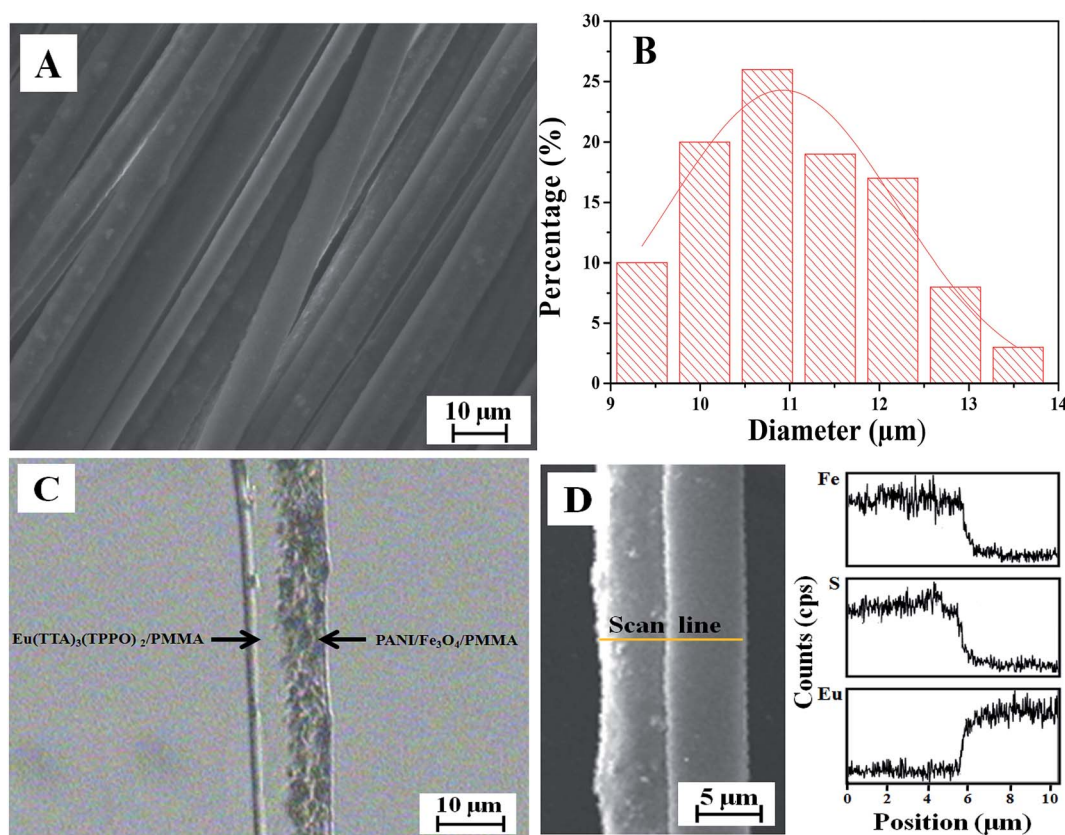 A
10 μm
B
Percentage (%)
30
25
20
15
10
5
0
9 10 11 12 13 14
Diameter (μm)
C
Eu(TTA)₃(TPPO)₂/PMMA
PANI/Fe₃O₄/PMMA
10 μm
D
Scan line
5 μm
Counts (cps)
Fe
S
Eu
0 2 4 6 8 10
Position (μm)